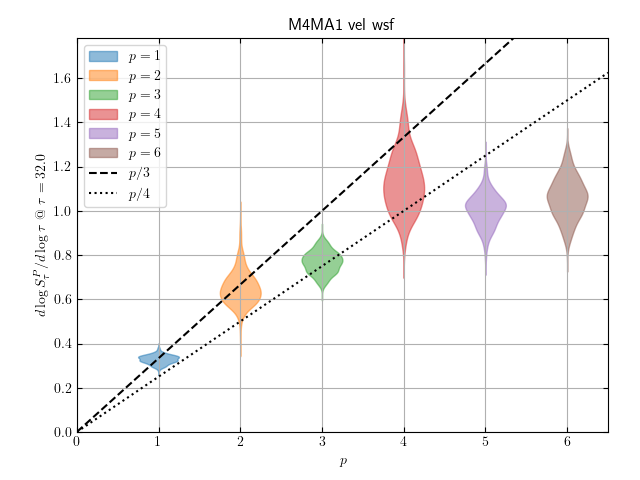 M4MA1 vel wsf
d log S_τ^P / d log τ @ τ = 32.0
1.6
1.4
1.2
1.0
0.8
0.6
0.4
0.2
0.0
p = 1
p = 2
p = 3
p = 4
p = 5
p = 6
p/3
p/4
0 1 2 3 4 5 6
p